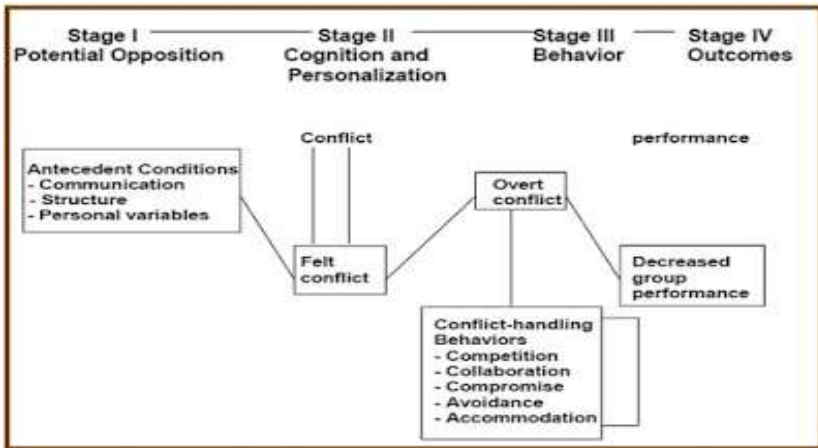 Stage I
Potential Opposition
Stage II
Cognition and
Personalization
Stage III
Behavior
Stage IV
Outcomes
Conflict
performance
Antecedent Conditions
- Communication
- Structure
- Personal variables
Felt
conflict
Overt
conflict
Decreased
group
performance
Conflict-handling
Behaviors
- Competition
- Collaboration
- Compromise
- Avoidance
- Accommodation